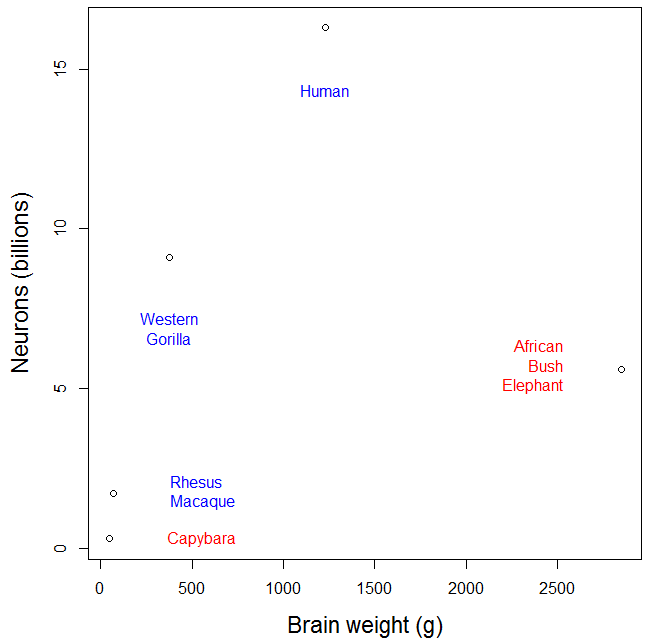 Human
Western
Gorilla
African
Bush
Elephant
Rhesus
Macaque
Capybara
Neurons (billions)
15
10
5
0
0
500
1000
1500
2000
2500
Brain weight (g)